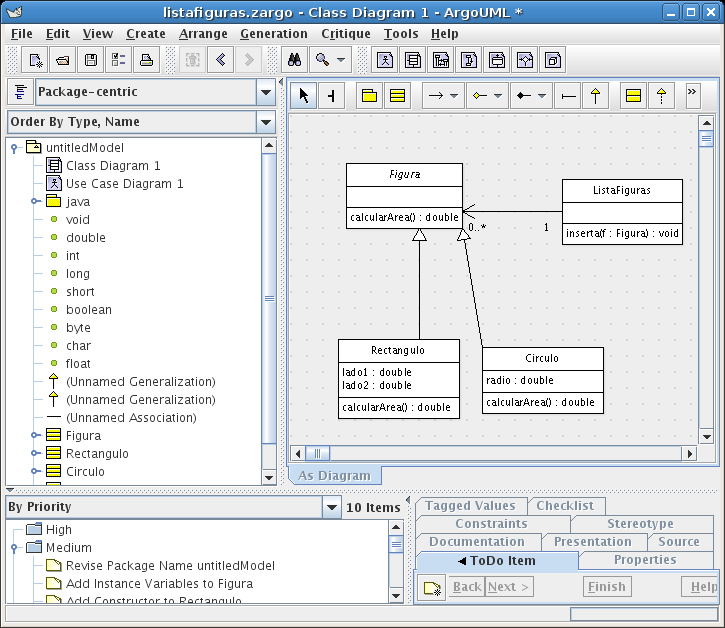 listafiguras.zargo - Class Diagram 1 - ArgoUML *
File Edit View Create Arrange Generation Critique Tools Help
Package-centric
Order By Type, Name
untitledModel
Class Diagram 1
Use Case Diagram 1
java
void
double
int
long
short
boolean
byte
char
float
(Unnamed Generalization)
(Unnamed Generalization)
(Unnamed Association)
Figura
Rectangulo
Circulo
Figura
calcularArea() : double
ListaFiguras
inserta(f : Figura) : void
0..*
1
Rectangulo
lado1 : double
lado2 : double
calcularArea() : double
Circulo
radio : double
calcularArea() : double
As Diagram
By Priority
10 Items
High
Medium
Revise Package Name untitledModel
Add Instance Variables to Figura
Add Constructor to Rectangulo
Tagged Values Checklist
Constraints Stereotype
Documentation Presentation Source
ToDo Item Properties
Back Next > Finish Help